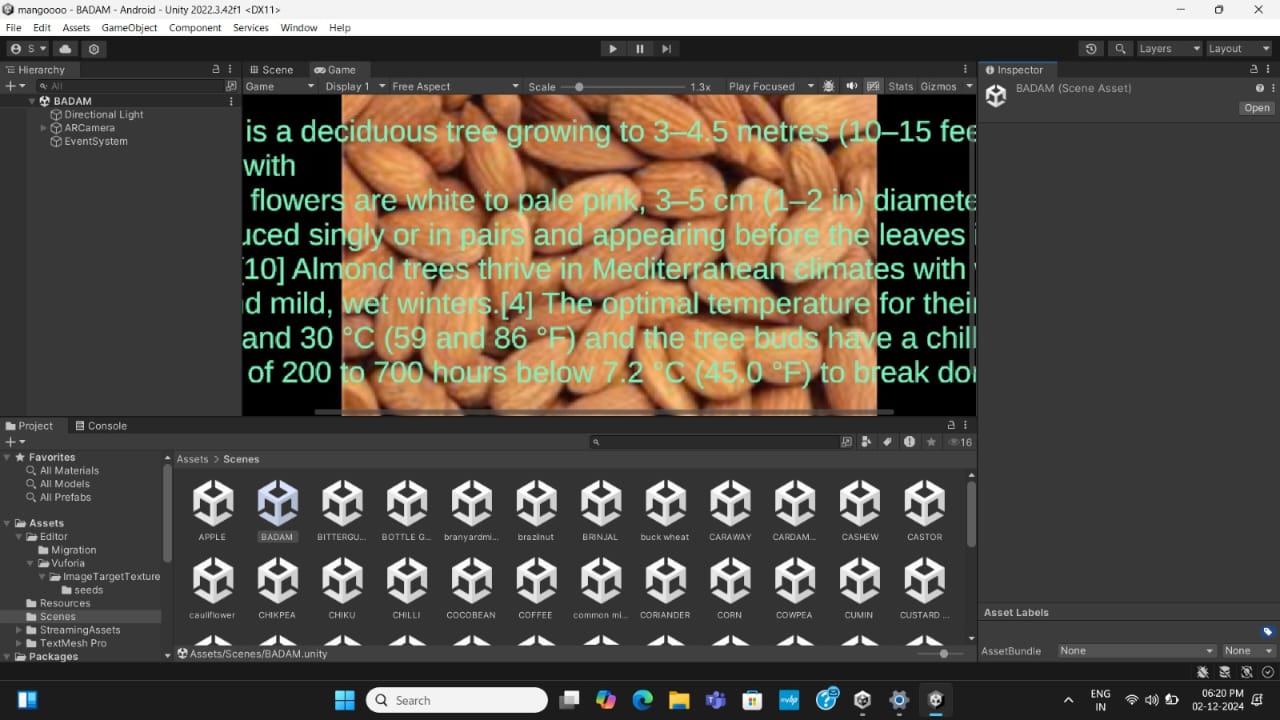 mangoooo - BADAM - Android - Unity 2022.3.42f1 <DX11>
File Edit Assets GameObject Component Services Window Help
S Layers Layout
Hierarchy
All
BADAM
Directional Light
ARCamera
EventSystem
Scene Game
Game Display 1 Free Aspect Scale 1.3x Play Focused Stats Gizmos
is a deciduous tree growing to 3–4.5 metres (10–15 fee
with
flowers are white to pale pink, 3–5 cm (1–2 in) diamete
uced singly or in pairs and appearing before the leaves i
[10] Almond trees thrive in Mediterranean climates with
d mild, wet winters.[4] The optimal temperature for thei
and 30 °C (59 and 86 °F) and the tree buds have a chill
of 200 to 700 hours below 7.2 °C (45.0 °F) to break do
Inspector
BADAM (Scene Asset)
Open
Project Console
16
Favorites
All Materials
All Models
All Prefabs
Assets
Editor
Migration
Vuforia
ImageTargetTexture
seeds
Resources
Scenes
StreamingAssets
TextMesh Pro
Packages
Assets > Scenes
APPLE BADAM BITTERGU... BOTTLE G... branyardmi... brazilnut BRINJAL buck wheat CARAWAY CARDAM... CASHEW CASTOR
caulifower CHIKPEA CHIKU CHILLI COCOBEAN COFFEE common mi... CORIANDER CORN COWPEA CUMIN CUSTARD ...
Assets/Scenes/BADAM.unity
Asset Labels
AssetBundle None None
Search
ENG
IN
06:20 PM
02-12-2024